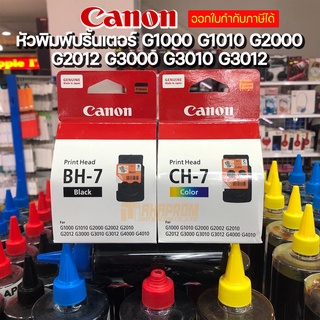 Canon ออกใบกำกับภาษีได้
หัวพิมพ์ปริ้นเตอร์ G1000 G1010 G2000
G2012 G3000 G3010 G3012
GENUINE
Canon
Print Head
BH-7
Black
For
G1000 G1010 G2000 G2002 G2010
G2012 G3000 G3010 G3012 G4000 G4010
GENUINE
Canon
Print Head
CH-7
Color
For
G1000 G1010 G2000 G2002 G2010
G2012 G3000 G3010 G3012 G4000 G4010